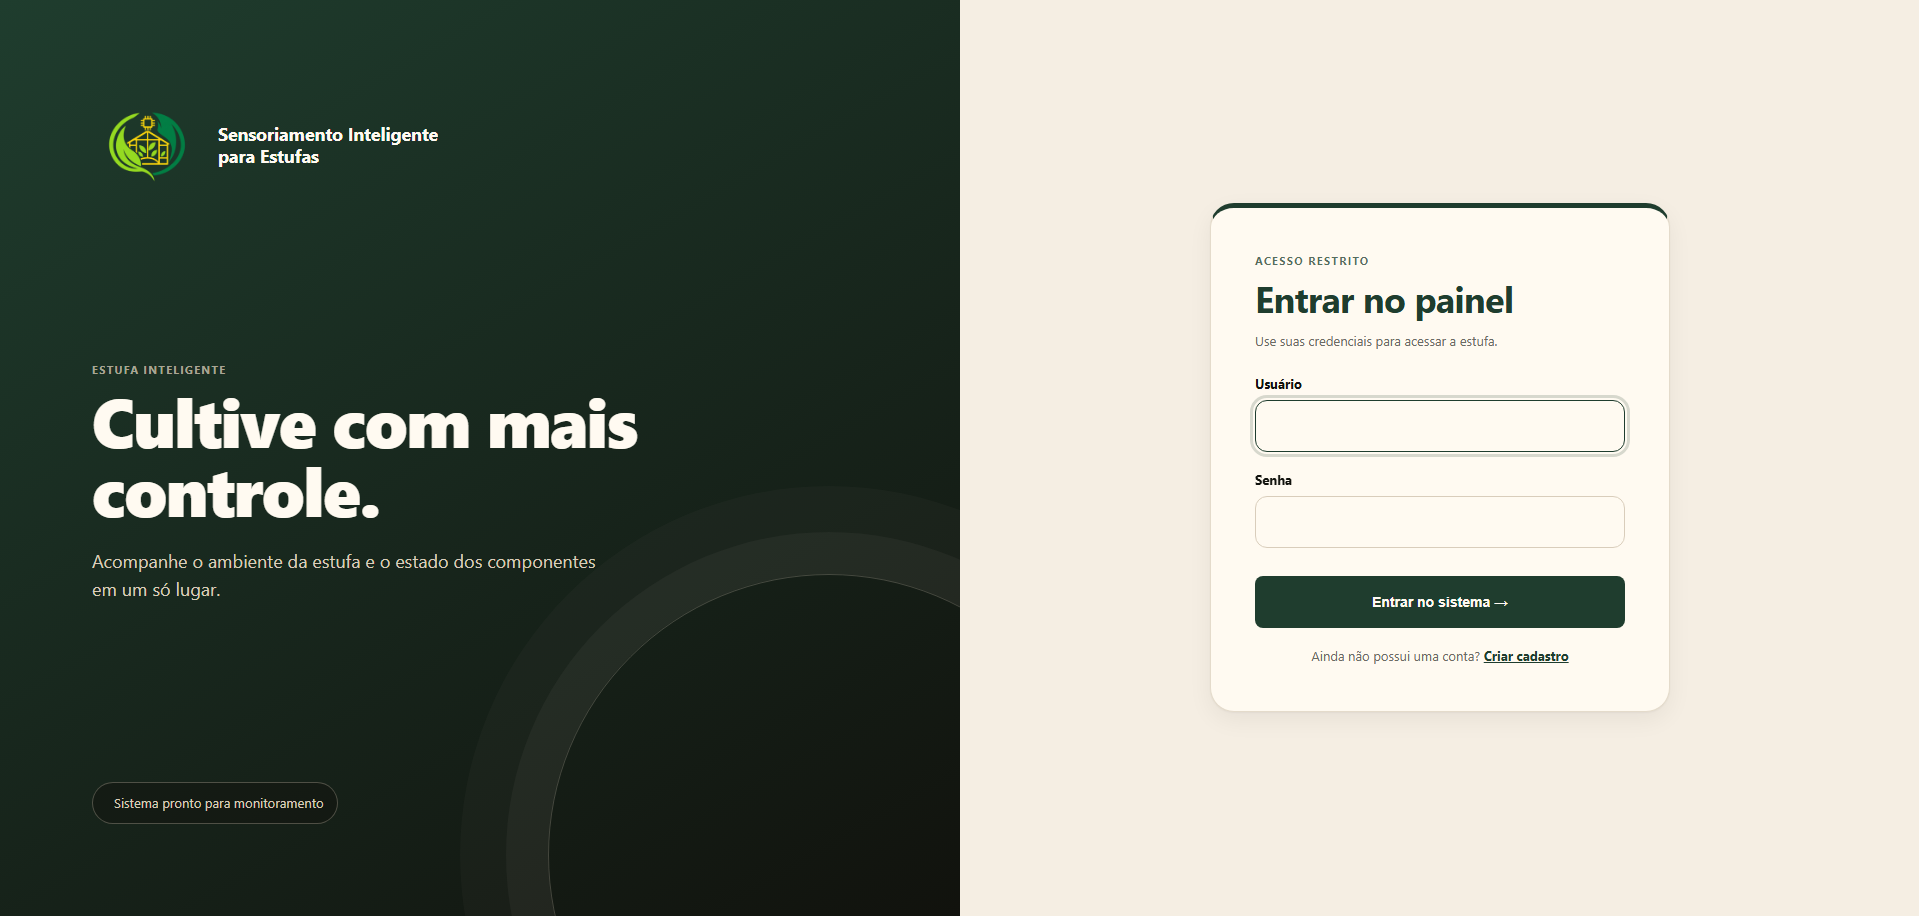 Sensoriamento Inteligente
para Estufas
ESTUFA INTELIGENTE
Cultive com mais
controle.
Acompanhe o ambiente da estufa e o estado dos componentes
em um só lugar.
Sistema pronto para monitoramento
ACESSO RESTRITO
Entrar no painel
Use suas credenciais para acessar a estufa.
Usuário
Senha
Entrar no sistema →
Ainda não possui uma conta? Criar cadastro